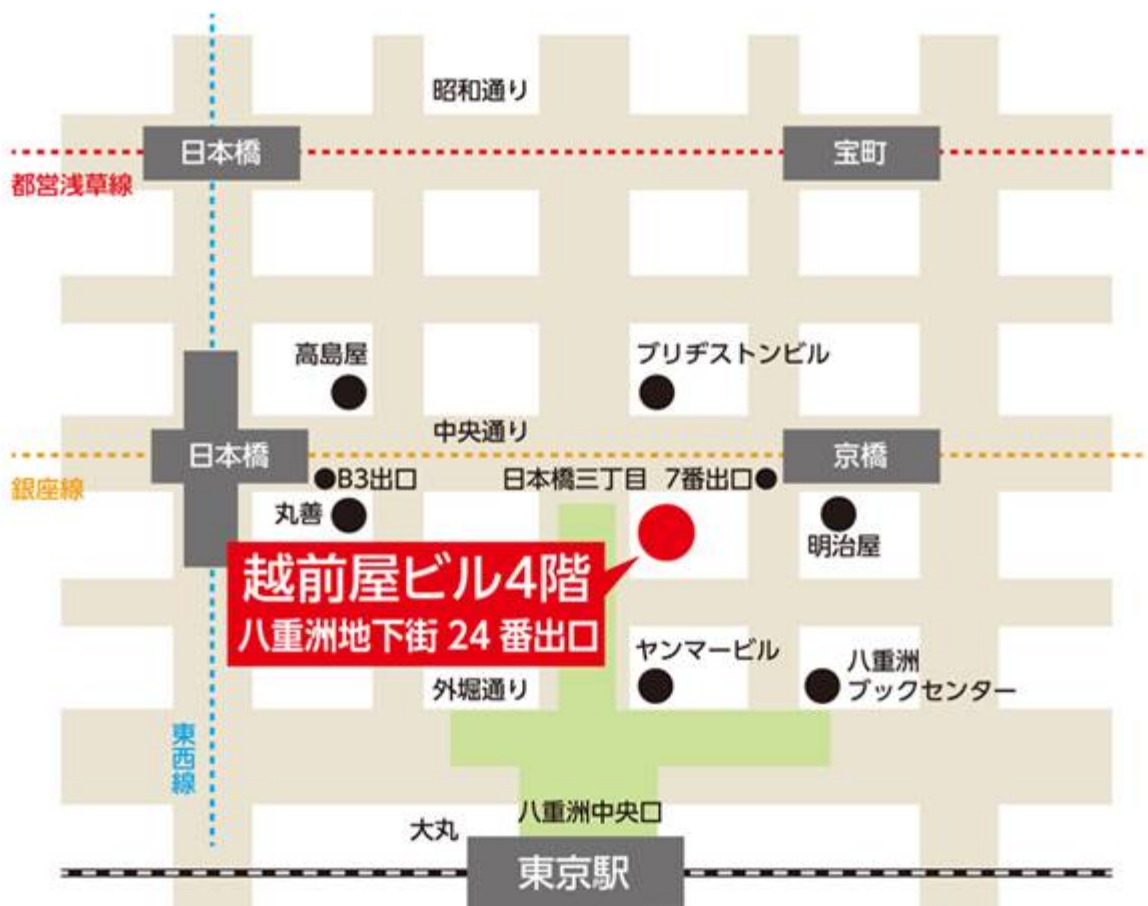 昭和通り
日本橋
宝町
都営浅草線
高島屋
ブリヂストンビル
中央通り
日本橋
京橋
銀座線
B3出口
日本橋三丁目
7番出口
丸善
明治屋
越前屋ビル4階
八重洲地下街 24 番出口
ヤンマービル
八重洲
ブックセンター
外堀通り
東西線
八重洲中央口
大丸
東京駅